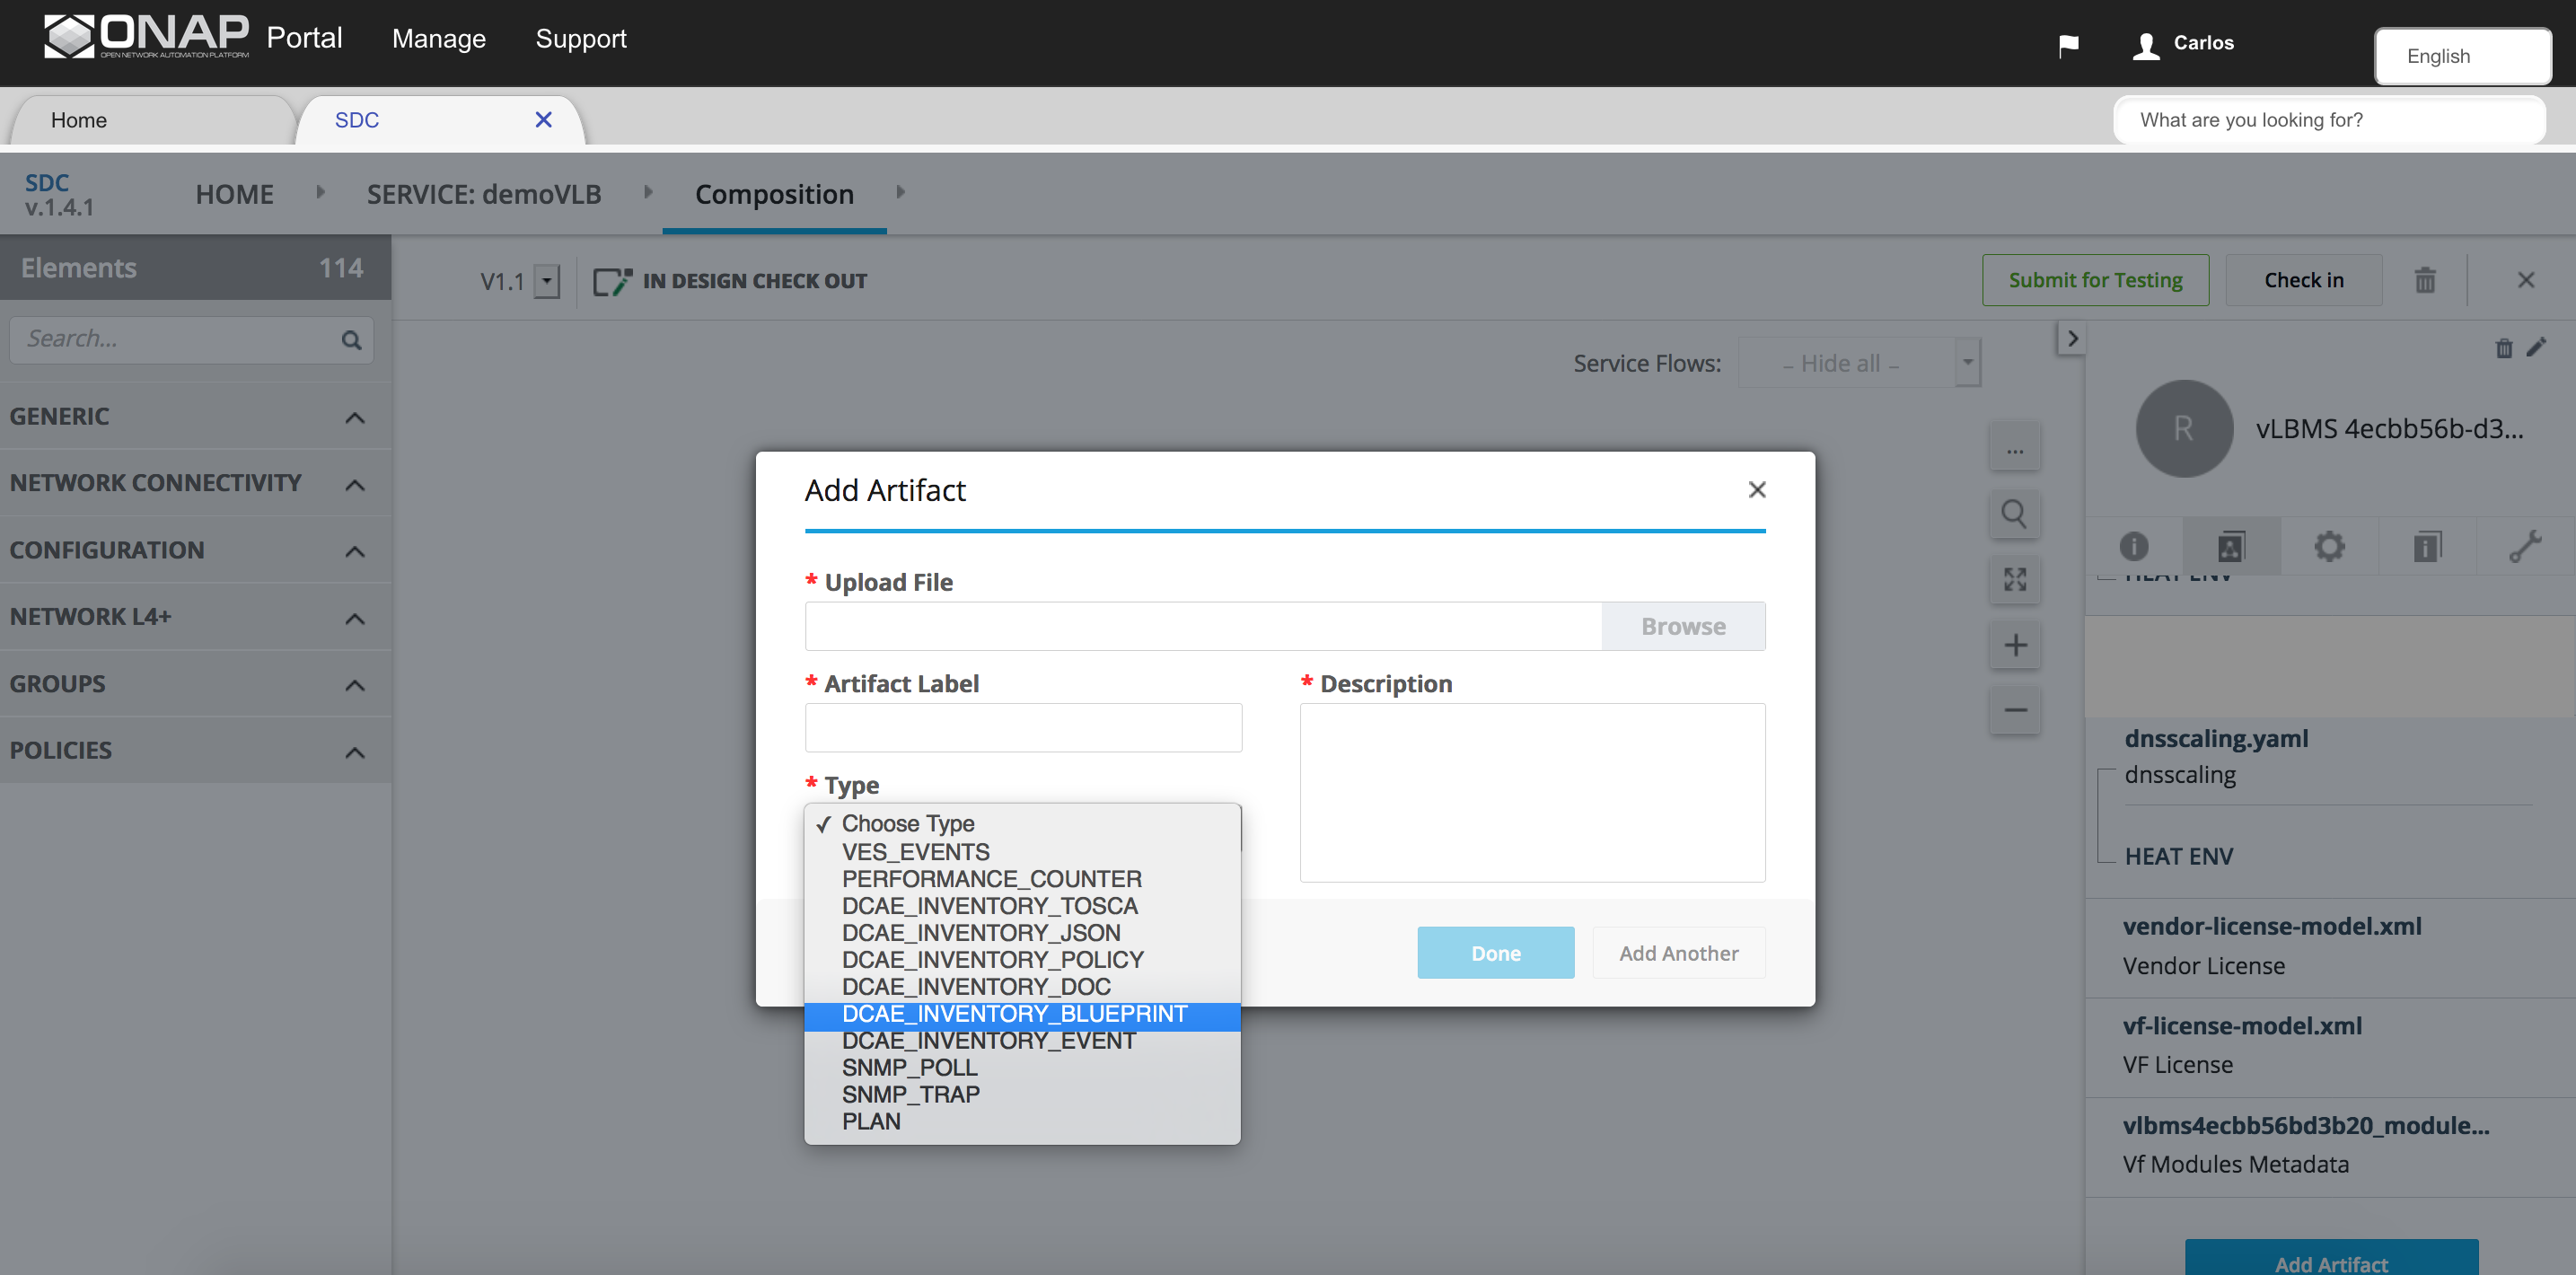 ONAP Portal Manage Support Carlos English
OPEN NETWORK AUTOMATION PLATFORM
Home SDC What are you looking for?
SDC
v.1.4.1
HOME SERVICE: demoVLB Composition
Elements 114
V1.1 IN DESIGN CHECK OUT Submit for Testing Check in
Search...
Service Flows: – Hide all –
GENERIC
NETWORK CONNECTIVITY
CONFIGURATION
NETWORK L4+
GROUPS
POLICIES
Add Artifact
* Upload File
Browse
* Artifact Label
* Description
* Type
✓ Choose Type
VES_EVENTS
PERFORMANCE_COUNTER
DCAE_INVENTORY_TOSCA
DCAE_INVENTORY_JSON
DCAE_INVENTORY_POLICY
DCAE_INVENTORY_DOC
DCAE_INVENTORY_BLUEPRINT
DCAE_INVENTORY_EVENT
SNMP_POLL
SNMP_TRAP
PLAN
Done Add Another
...
R vLBMS 4ecbb56b-d3...
HEAT ENV
dnsscaling.yaml
dnsscaling
HEAT ENV
vendor-license-model.xml
Vendor License
vf-license-model.xml
VF License
vlbms4ecbb56bd3b20_module...
Vf Modules Metadata
Add Artifact